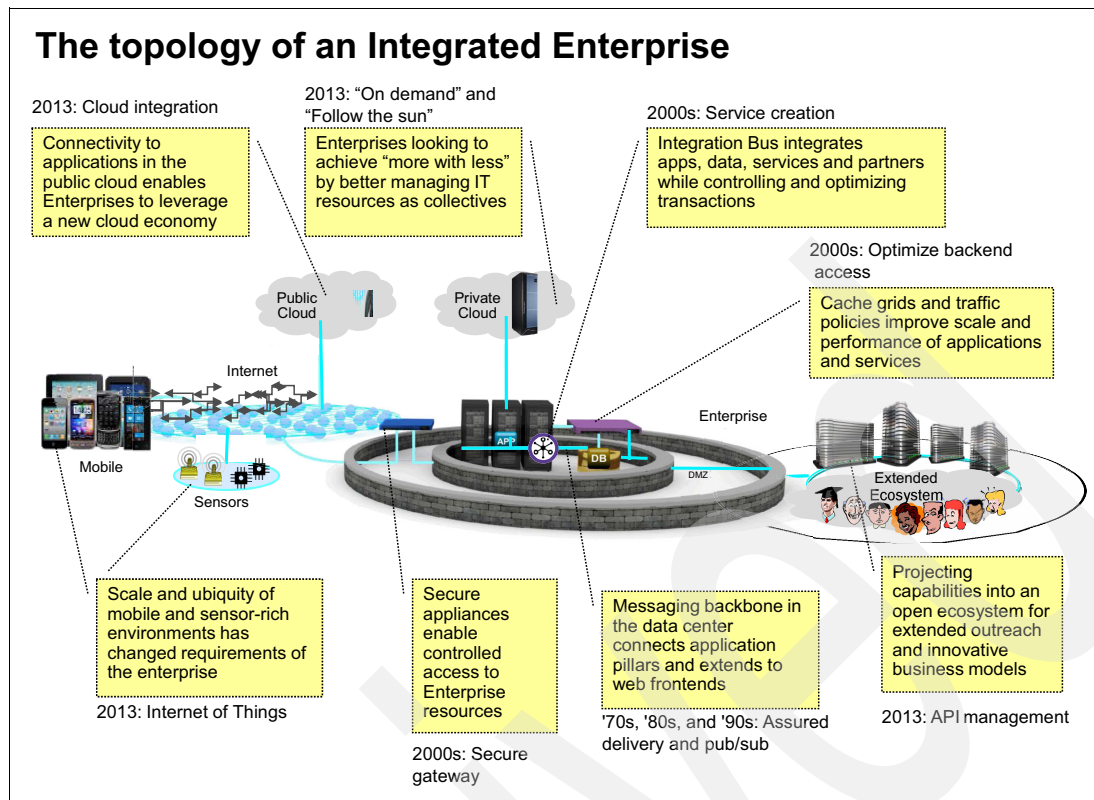 The topology of an Integrated Enterprise
2013: Cloud integration
Connectivity to
applications in the
public cloud enables
Enterprises to leverage
a new cloud economy
2013: “On demand” and
“Follow the sun”
Enterprises looking to
achieve “more with less”
by better managing IT
resources as collectives
2000s: Service creation
Integration Bus integrates
apps, data, services and partners
while controlling and optimizing
transactions
2000s: Optimize backend
access
Cache grids and traffic
policies improve scale and
performance of applications
and services
Public
Cloud
Private
Cloud
Internet
Mobile
Sensors
APP
DB
Enterprise
DMZ
Extended
Ecosystem
Scale and ubiquity of
mobile and sensor-rich
environments has
changed requirements of
the enterprise
2013: Internet of Things
Secure
appliances
enable
controlled
access to
Enterprise
resources
2000s: Secure
gateway
Messaging backbone in
the data center
connects application
pillars and extends to
web frontends
'70s, '80s, and '90s: Assured
delivery and pub/sub
Projecting
capabilities into an
open ecosystem for
extended outreach
and innovative
business models
2013: API management